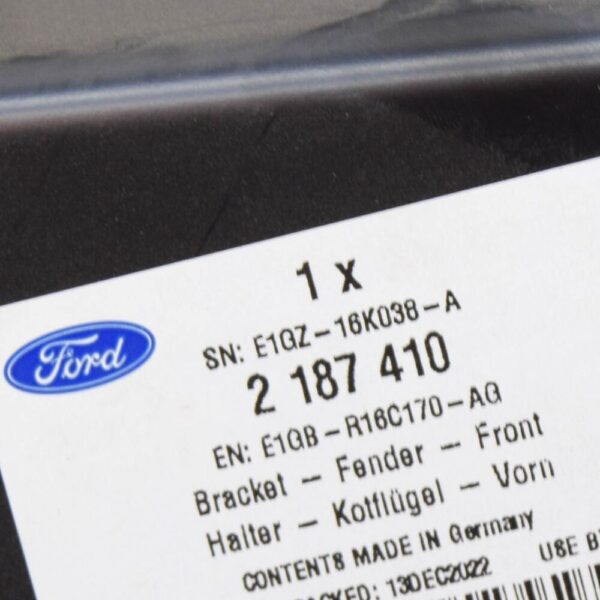 1 x
Ford
SN: E1GZ-16K038-A
2 187 410
EN: E1GB-R16C170-AG
Bracket - Fender - Front
Halter - Kotflügel - Vorn
CONTENTS MADE IN Germany
13DEC2022 USE